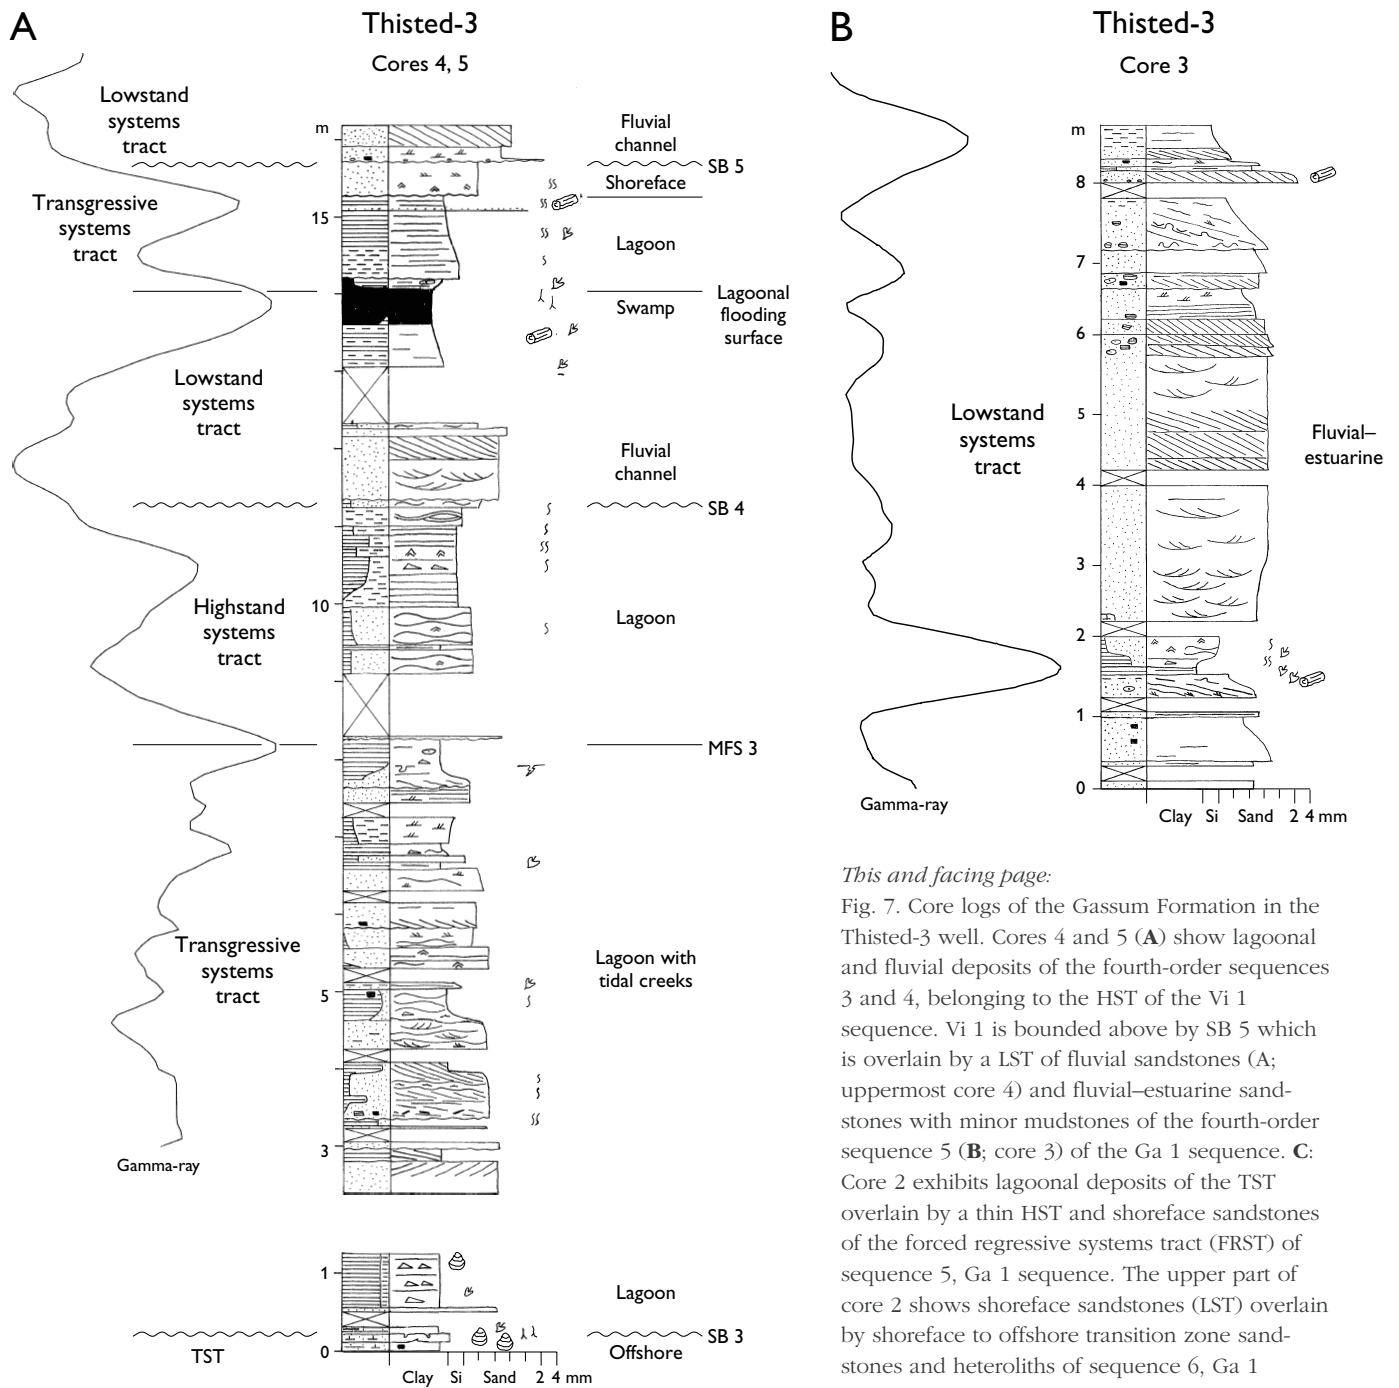 A
Thisted-3
Cores 4, 5
Lowstand
systems
tract
m
Fluvial
channel
SB 5
Shoreface
Transgressive
systems
tract
15
Lagoon
Swamp
Lagoonal
flooding
surface
Lowstand
systems
tract
Fluvial
channel
SB 4
Highstand
systems
tract
10
Lagoon
MFS 3
Transgressive
systems
tract
5
Lagoon with
tidal creeks
3
Gamma-ray
1
Lagoon
SB 3
TST
0
Offshore
Clay Si Sand 2 4 mm
B
Thisted-3
Core 3
m
8
7
6
Lowstand
systems
tract
5
Fluvial–
estuarine
4
3
2
1
0
Gamma-ray
Clay Si Sand 2 4 mm
This and facing page:
Fig. 7. Core logs of the Gassum Formation in the
Thisted-3 well. Cores 4 and 5 (A) show lagoonal
and fluvial deposits of the fourth-order sequences
3 and 4, belonging to the HST of the Vi 1
sequence. Vi 1 is bounded above by SB 5 which
is overlain by a LST of fluvial sandstones (A;
uppermost core 4) and fluvial–estuarine sand-
stones with minor mudstones of the fourth-order
sequence 5 (B; core 3) of the Ga 1 sequence. C:
Core 2 exhibits lagoonal deposits of the TST
overlain by a thin HST and shoreface sandstones
of the forced regressive systems tract (FRST) of
sequence 5, Ga 1 sequence. The upper part of
core 2 shows shoreface sandstones (LST) overlain
by shoreface to offshore transition zone sand-
stones and heteroliths of sequence 6, Ga 1